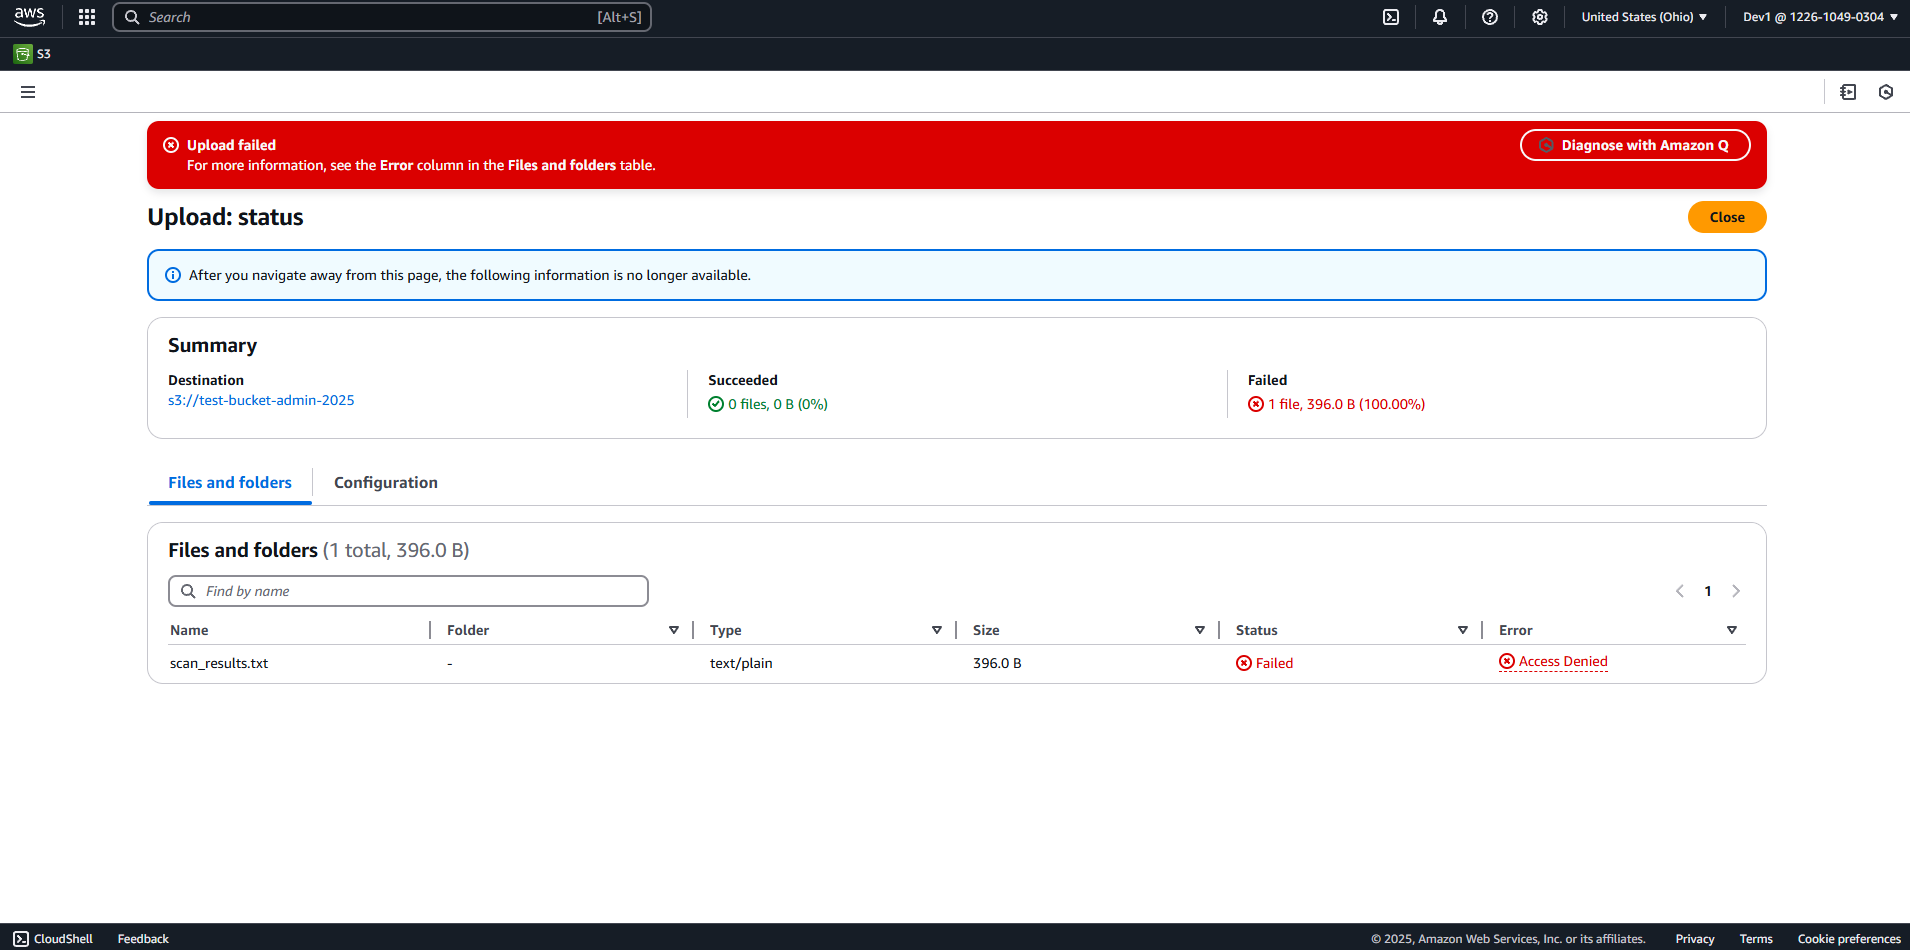 aws
Search [Alt+S]
United States (Ohio)
Dev1 @ 1226-1049-0304
S3
Upload failed
For more information, see the Error column in the Files and folders table.
Diagnose with Amazon Q
Upload: status
Close
After you navigate away from this page, the following information is no longer available.
Summary
Destination
s3://test-bucket-admin-2025
Succeeded
0 files, 0 B (0%)
Failed
1 file, 396.0 B (100.00%)
Files and folders
Configuration
Files and folders (1 total, 396.0 B)
Find by name
1
Name Folder Type Size Status Error
scan_results.txt - text/plain 396.0 B Failed Access Denied
CloudShell Feedback © 2025, Amazon Web Services, Inc. or its affiliates. Privacy Terms Cookie preferences